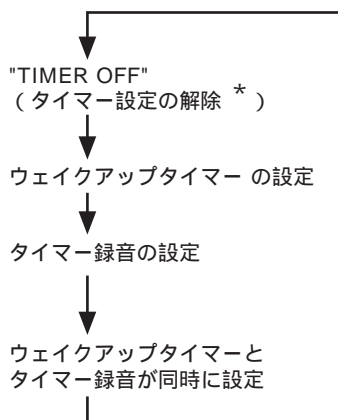 "TIMER OFF"
（タイマー設定の解除 * ）
ウェイクアップタイマー の設定
タイマー録音の設定
ウェイクアップタイマーと
タイマー録音が同時に設定